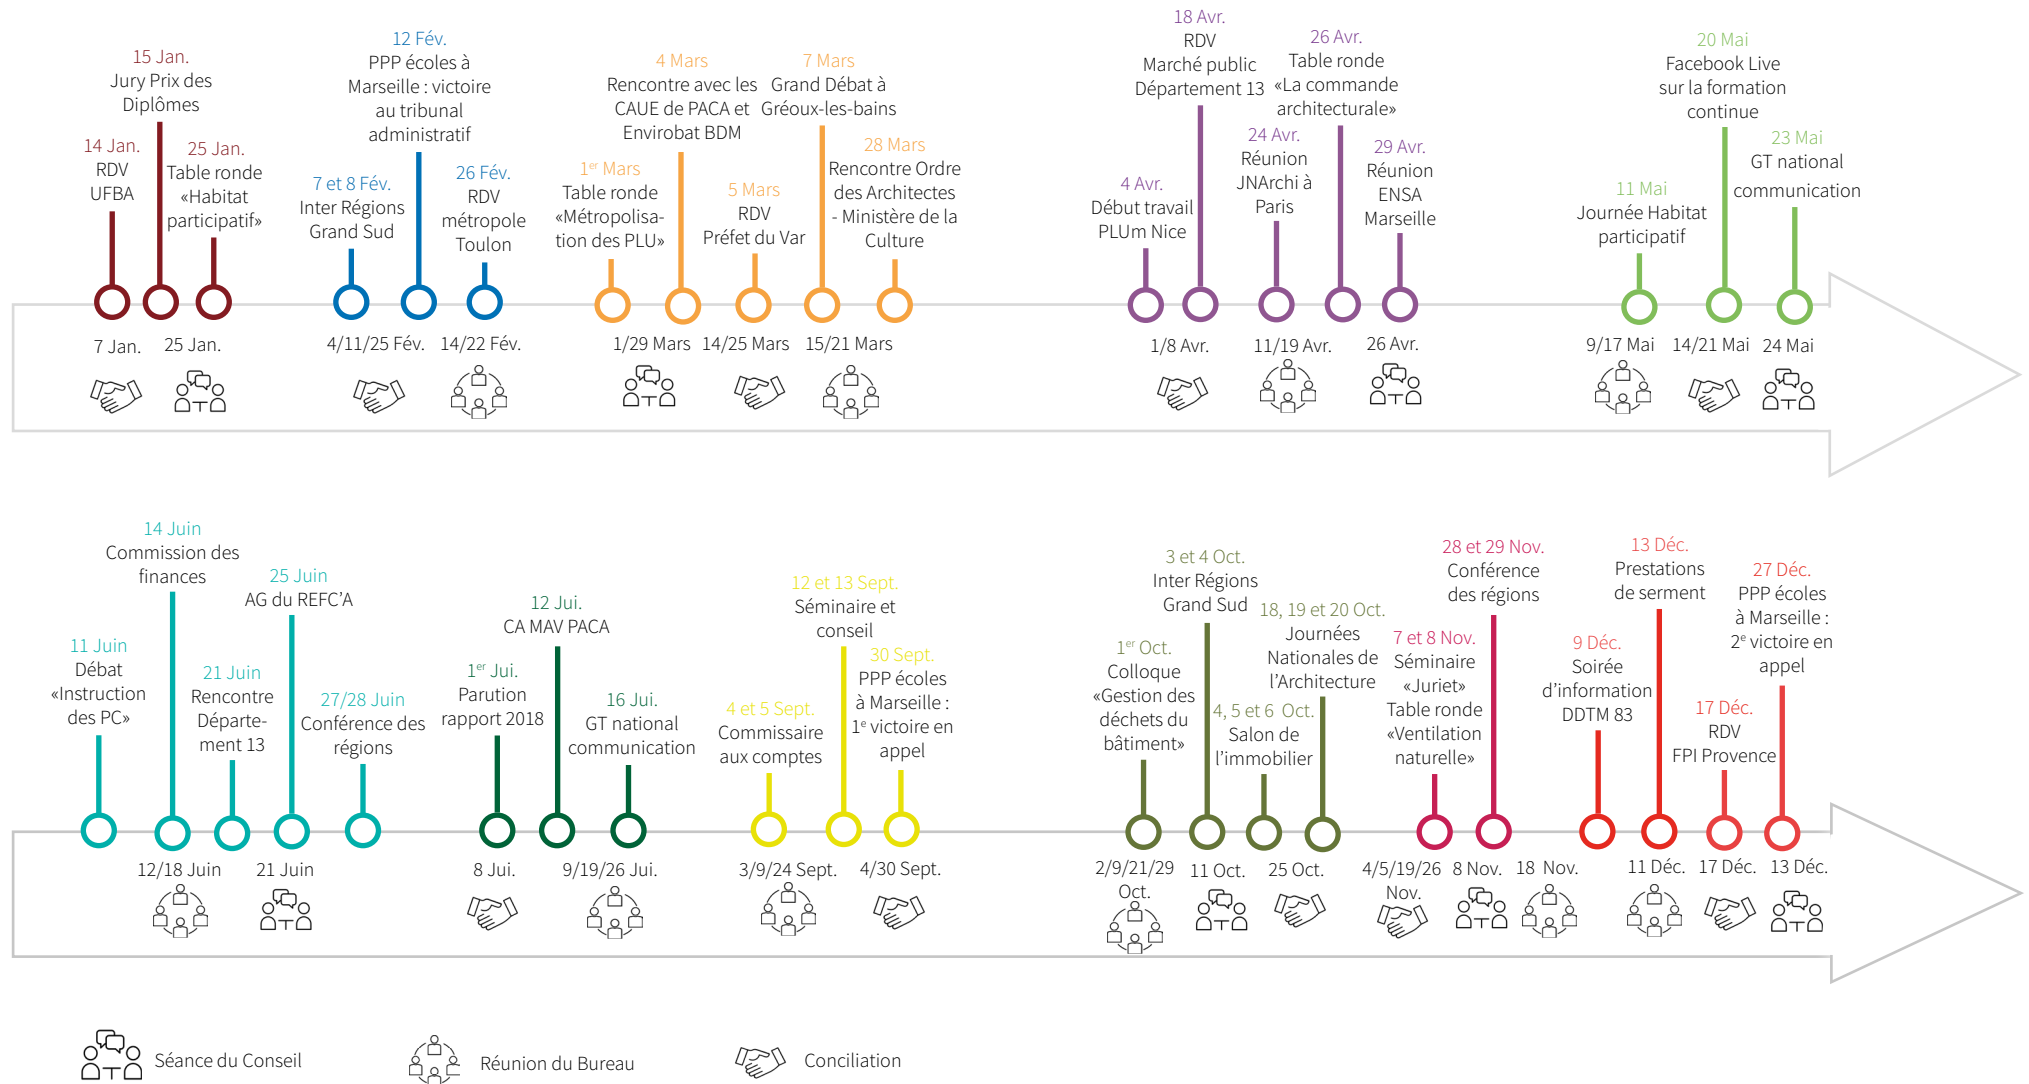 15 Jan.
Jury Prix des
Diplômes
14 Jan.
RDV
UFBA
25 Jan.
Table ronde
«Habitat
participatif»
12 Fév.
PPP écoles à
Marseille : victoire
au tribunal
administratif
7 et 8 Fév.
Inter Régions
Grand Sud
26 Fév.
RDV
métropole
Toulon
4 Mars
Rencontre avec les
CAUE de PACA et
Envirobat BDM
7 Mars
Grand Débat à
Gréoux-les-bains
1er Mars
Table ronde
«Métropolisa-
tion des PLU»
5 Mars
RDV
Préfet du Var
28 Mars
Rencontre Ordre
des Architectes
- Ministère de la
Culture
18 Avr.
RDV
Marché public
Département 13
26 Avr.
Table ronde
«La commande
architecturale»
4 Avr.
Début travail
PLUm Nice
24 Avr.
Réunion
JNArchi à
Paris
29 Avr.
Réunion
ENSA
Marseille
20 Mai
Facebook Live
sur la formation
continue
11 Mai
Journée Habitat
participatif
23 Mai
GT national
communication
7 Jan.
25 Jan.
4/11/25 Fév.
14/22 Fév.
1/29 Mars
14/25 Mars
15/21 Mars
1/8 Avr.
11/19 Avr.
26 Avr.
9/17 Mai
14/21 Mai
24 Mai
14 Juin
Commission des
finances
25 Juin
AG du REFC’A
11 Juin
Débat
«Instruction
des PC»
21 Juin
Rencontre
Départe-
ment 13
27/28 Juin
Conférence des
régions
12 Jui.
CA MAV PACA
1er Jui.
Parution
rapport 2018
16 Jui.
GT national
communication
12 et 13 Sept.
Séminaire et
conseil
4 et 5 Sept.
Commissaire
aux comptes
30 Sept.
PPP écoles
à Marseille :
1e victoire en
appel
3 et 4 Oct.
Inter Régions
Grand Sud
18, 19 et 20 Oct.
Journées
Nationales de
l’Architecture
1er Oct.
Colloque
«Gestion des
déchets du
bâtiment»
4, 5 et 6 Oct.
Salon de
l’immobilier
28 et 29 Nov.
Conférence
des régions
7 et 8 Nov.
Séminaire
«Juriet»
Table ronde
«Ventilation
naturelle»
13 Déc.
Prestations
de serment
9 Déc.
Soirée
d’information
DDTM 83
27 Déc.
PPP écoles
à Marseille :
2e victoire en
appel
17 Déc.
RDV
FPI Provence
12/18 Juin
21 Juin
8 Jui.
9/19/26 Jui.
3/9/24 Sept.
4/30 Sept.
2/9/21/29
Oct.
11 Oct.
25 Oct.
4/5/19/26
Nov.
8 Nov.
18 Nov.
11 Déc.
17 Déc.
13 Déc.
Séance du Conseil
Réunion du Bureau
Conciliation